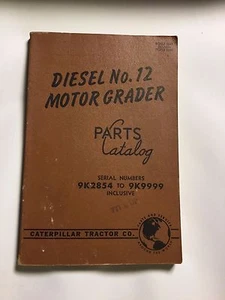 DIESEL No. 12
MOTOR GRADER
PARTS
Catalog
SERIAL NUMBERS
9K2854 TO 9K9999
INCLUSIVE
CATERPILLAR TRACTOR CO.